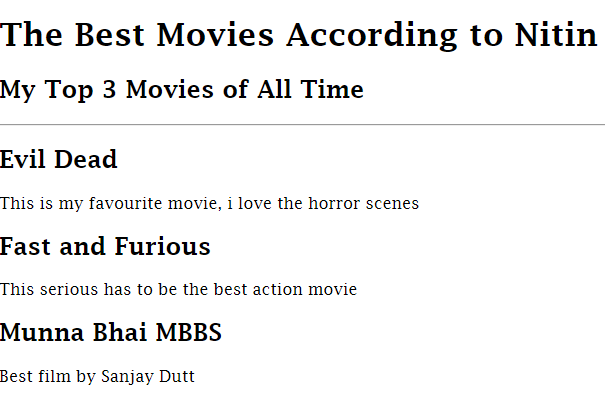 The Best Movies According to Nitin
My Top 3 Movies of All Time
Evil Dead
This is my favourite movie, i love the horror scenes
Fast and Furious
This serious has to be the best action movie
Munna Bhai MBBS
Best film by Sanjay Dutt